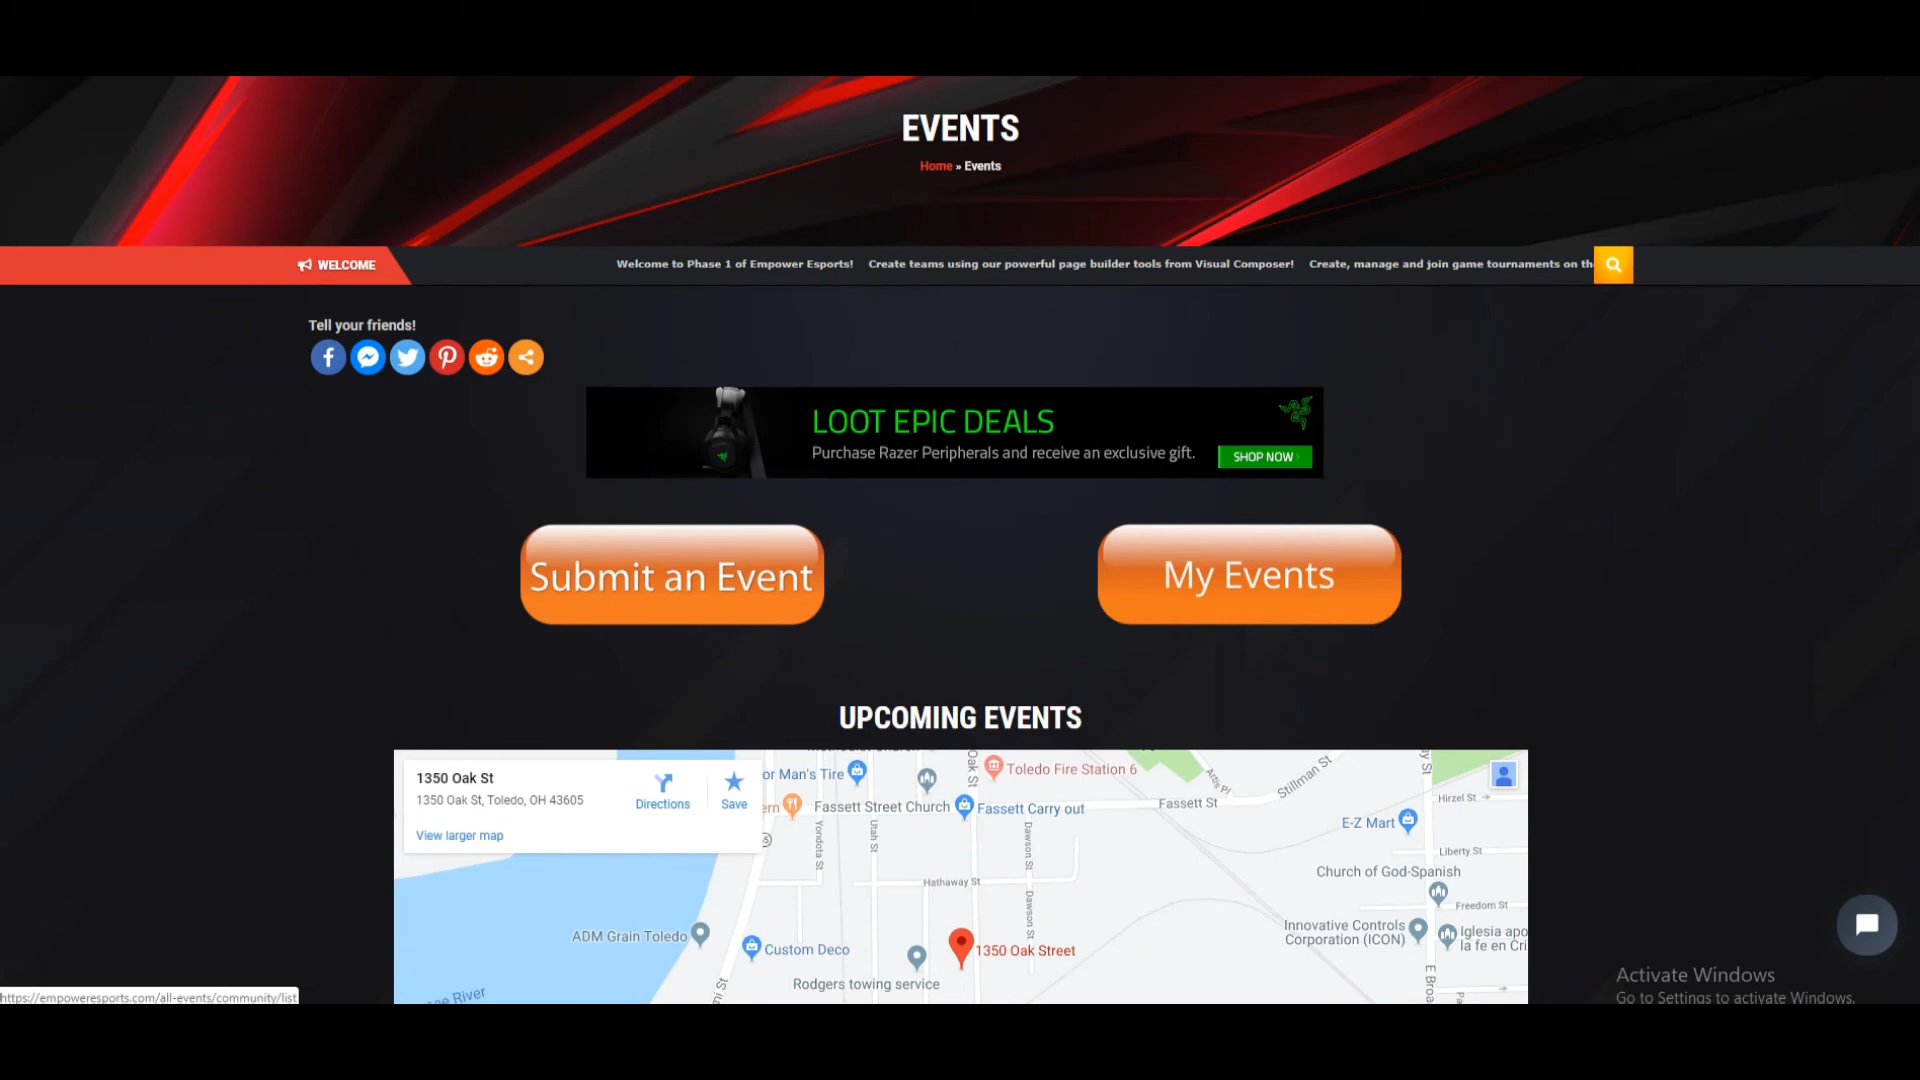 EVENTS
Home » Events
WELCOME
Welcome to Phase 1 of Empower Esports! Create teams using our powerful page builder tools from Visual Composer! Create, manage and join game tournaments on
Tell your friends!
LOOT EPIC DEALS
Purchase Razer Peripherals and receive an exclusive gift.
SHOP NOW
Submit an Event
My Events
UPCOMING EVENTS
1350 Oak St
1350 Oak St, Toledo, OH 43605
Directions
Save
View larger map
or Man's Tire
Oak St
Toledo Fire Station 6
Artis Pl
Stillman St
Hirzel St
Fassett Street Church
Fassett Carry out
Fassett St
E-Z Mart
Yondota St
Utah St
Dawson St
Liberty St
Church of God-Spanish
Hathaway St
Dawson St
Freedom St
ADM Grain Toledo
Custom Deco
1350 Oak Street
Innovative Controls
Corporation (ICON)
Iglesia apo
la fe en Cri
Rodgers towing service
E Broa
River
Activate Windows
Go to Settings to activate Windows.
https://empoweresports.com/all-events/community/list